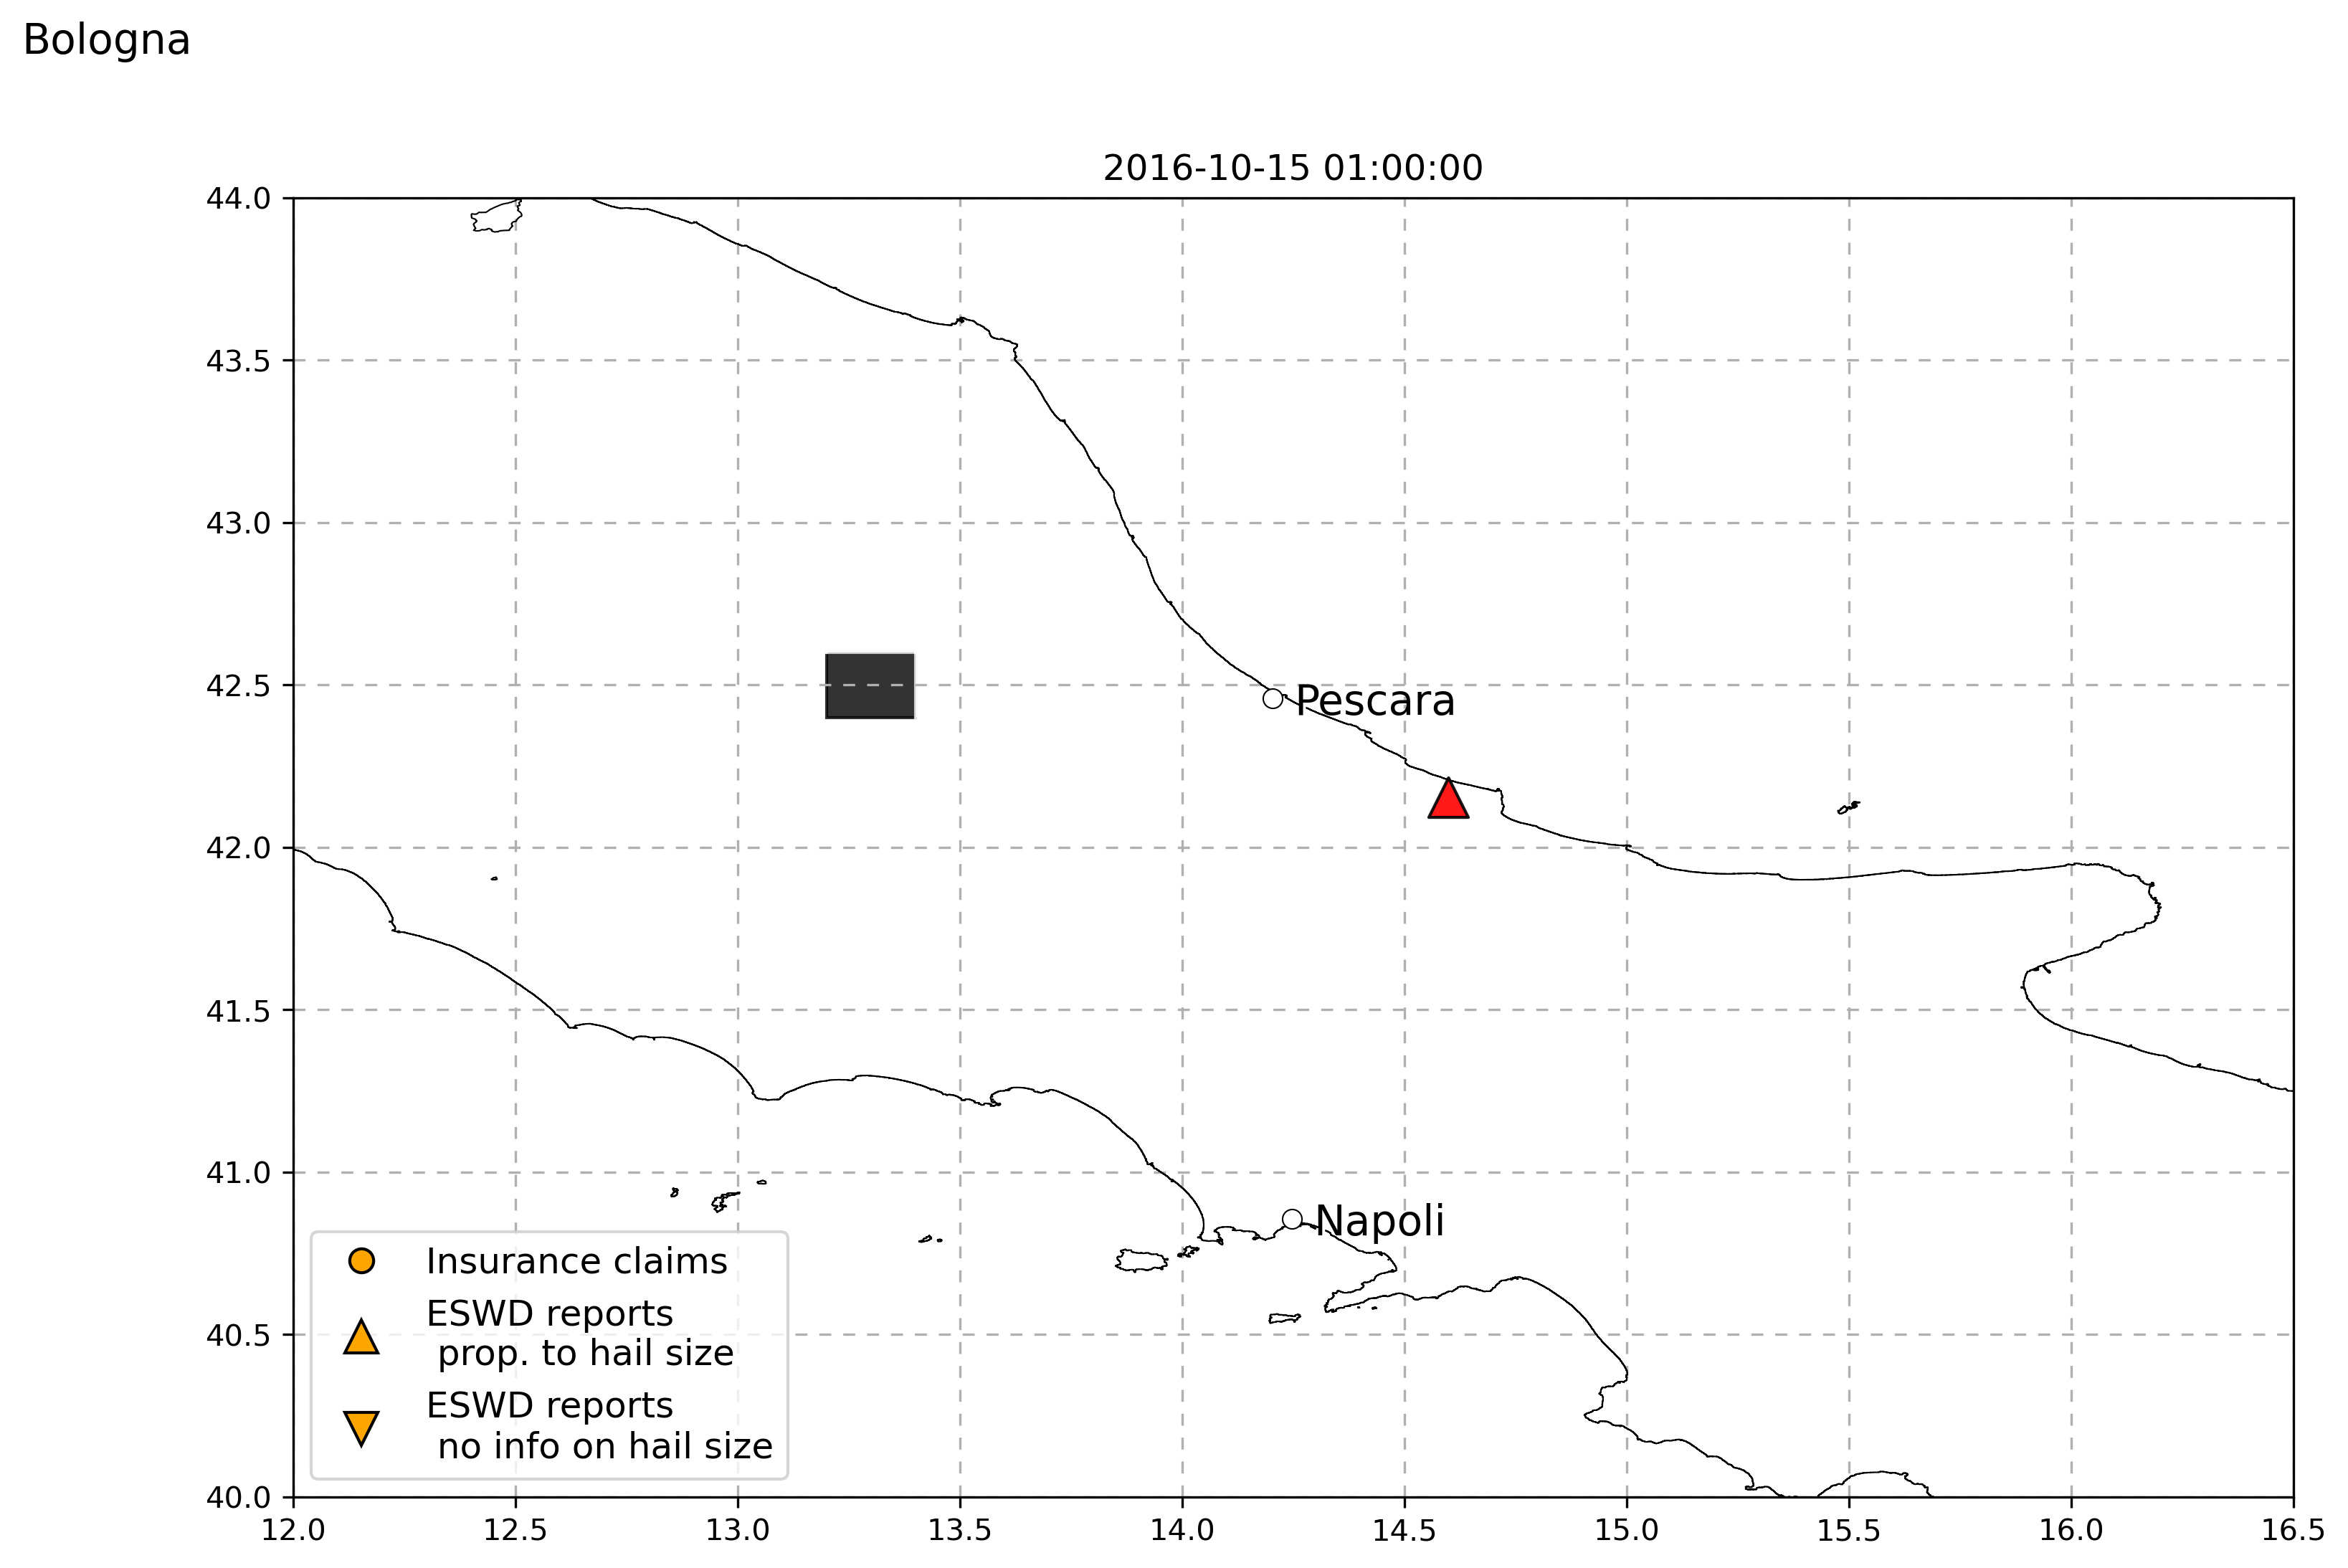 Bologna
2016-10-15 01:00:00
44.0
43.5
43.0
42.5
42.0
41.5
41.0
40.5
40.0
Pescara
Napoli
Insurance claims
ESWD reports
prop. to hail size
ESWD reports
no info on hail size
12.0 12.5 13.0 13.5 14.0 14.5 15.0 15.5 16.0 16.5